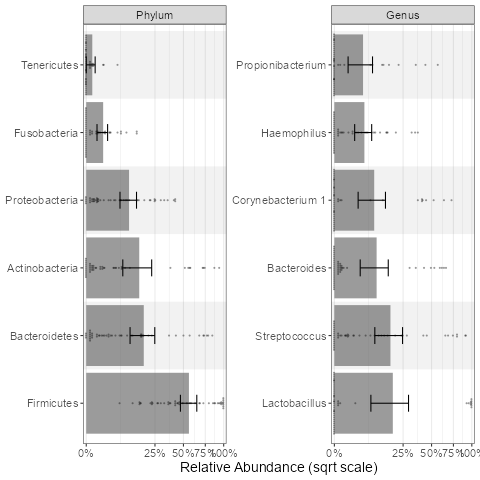 Phylum
Genus
Tenericutes
Fusobacteria
Proteobacteria
Actinobacteria
Bacteroidetes
Firmicutes
Propionibacterium
Haemophilus
Corynebacterium 1
Bacteroides
Streptococcus
Lactobacillus
0% 25% 50% 75% 100%
0% 25% 50% 75% 100%
Relative Abundance (sqrt scale)